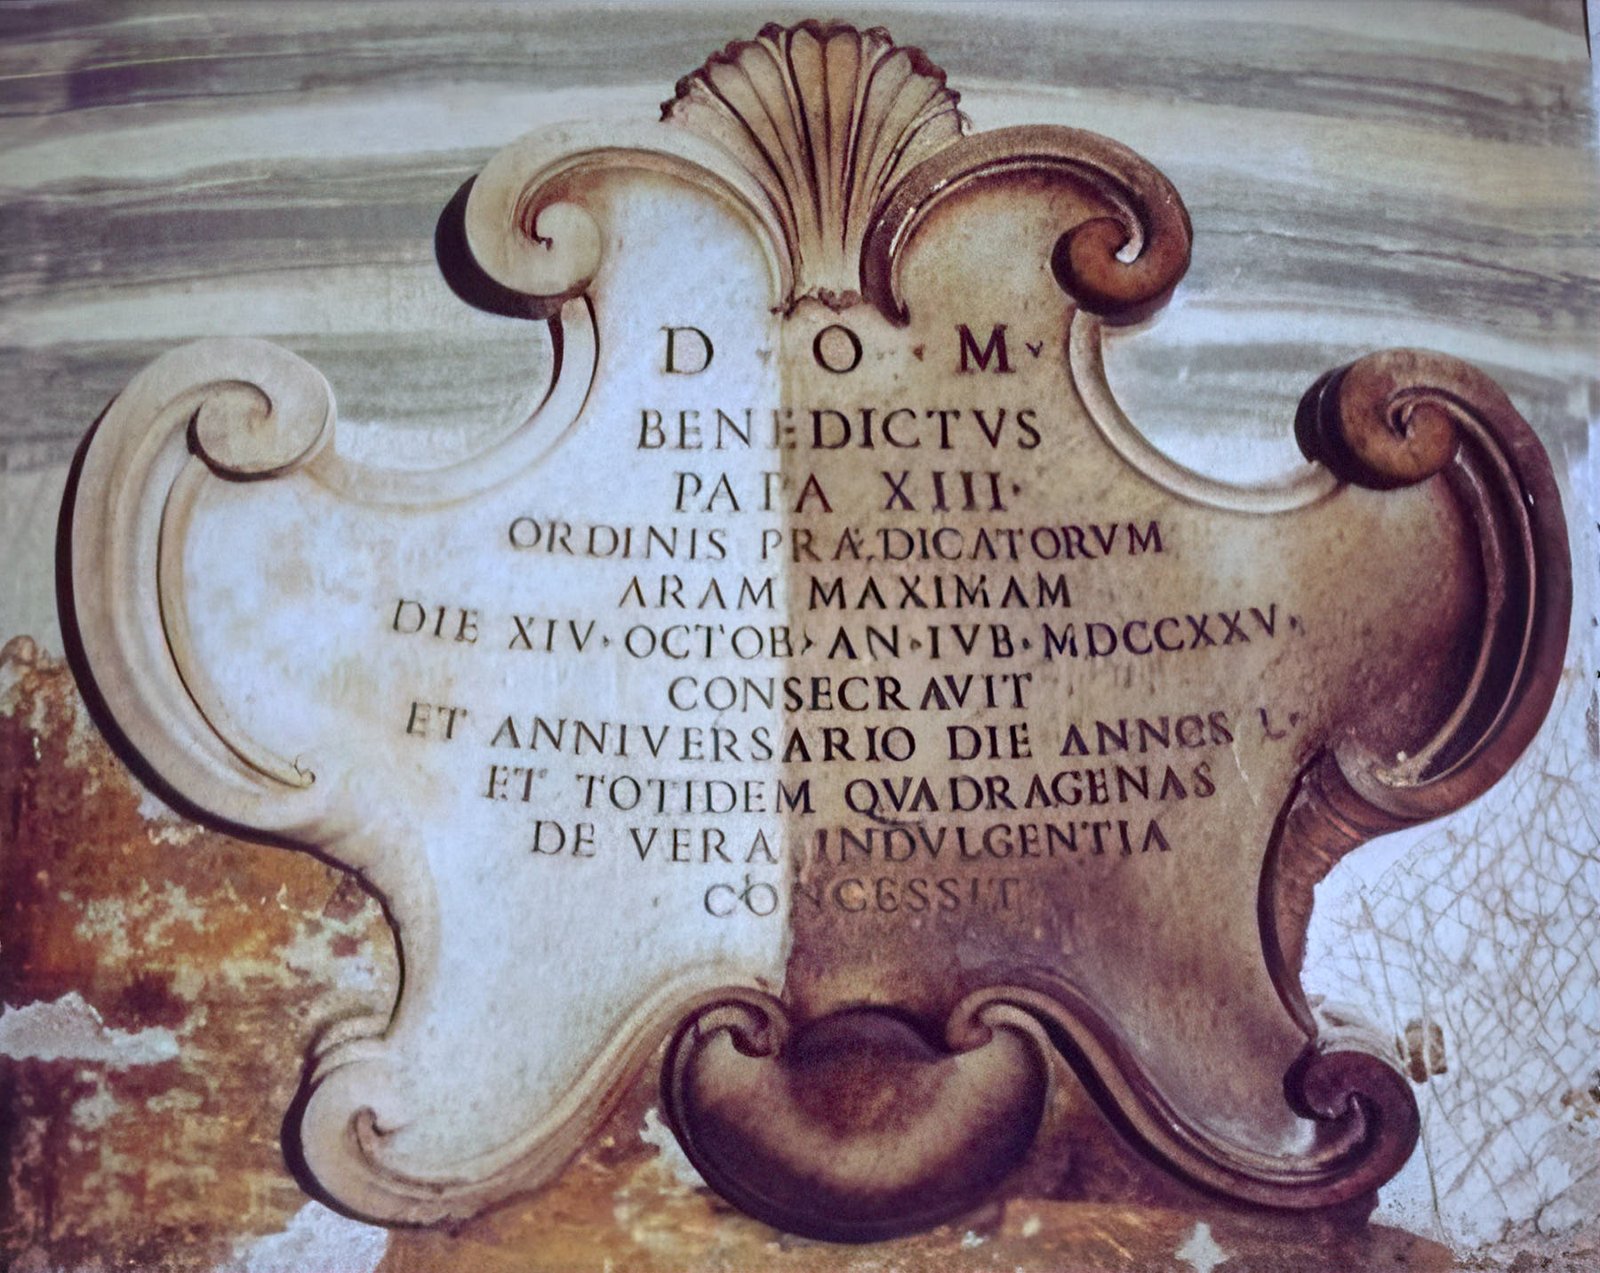 D · O · M ·
BENEDICTVS
PAPA XIII ·
ORDINIS PRÆDICATORVM
ARAM MAXIMAM
DIE XIV · OCTOB · AN · IVB · MDCCXXV ·
CONSECRAVIT
ET ANNIVERSARIO DIE ANNOS L ·
ET TOTIDEM QVADRAGENAS
DE VERA INDVLGENTIA
CONCESSIT